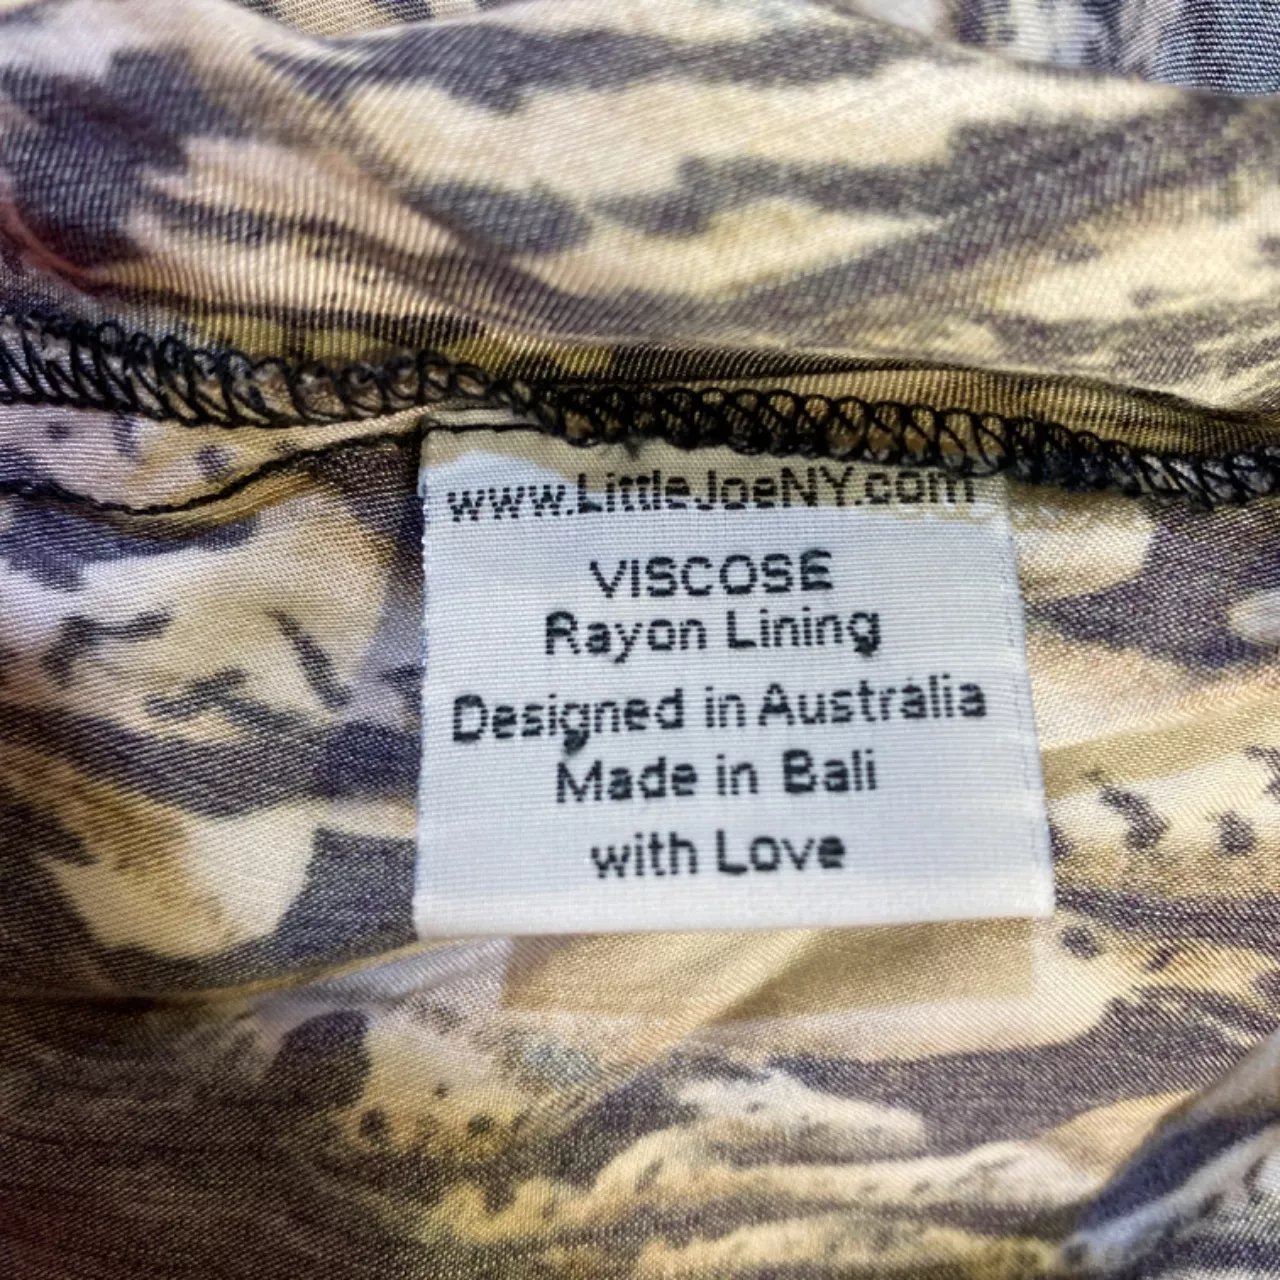 www.LittleJoeNY.com
VISCOSE
Rayon Lining
Designed in Australia
Made in Bali
with Love